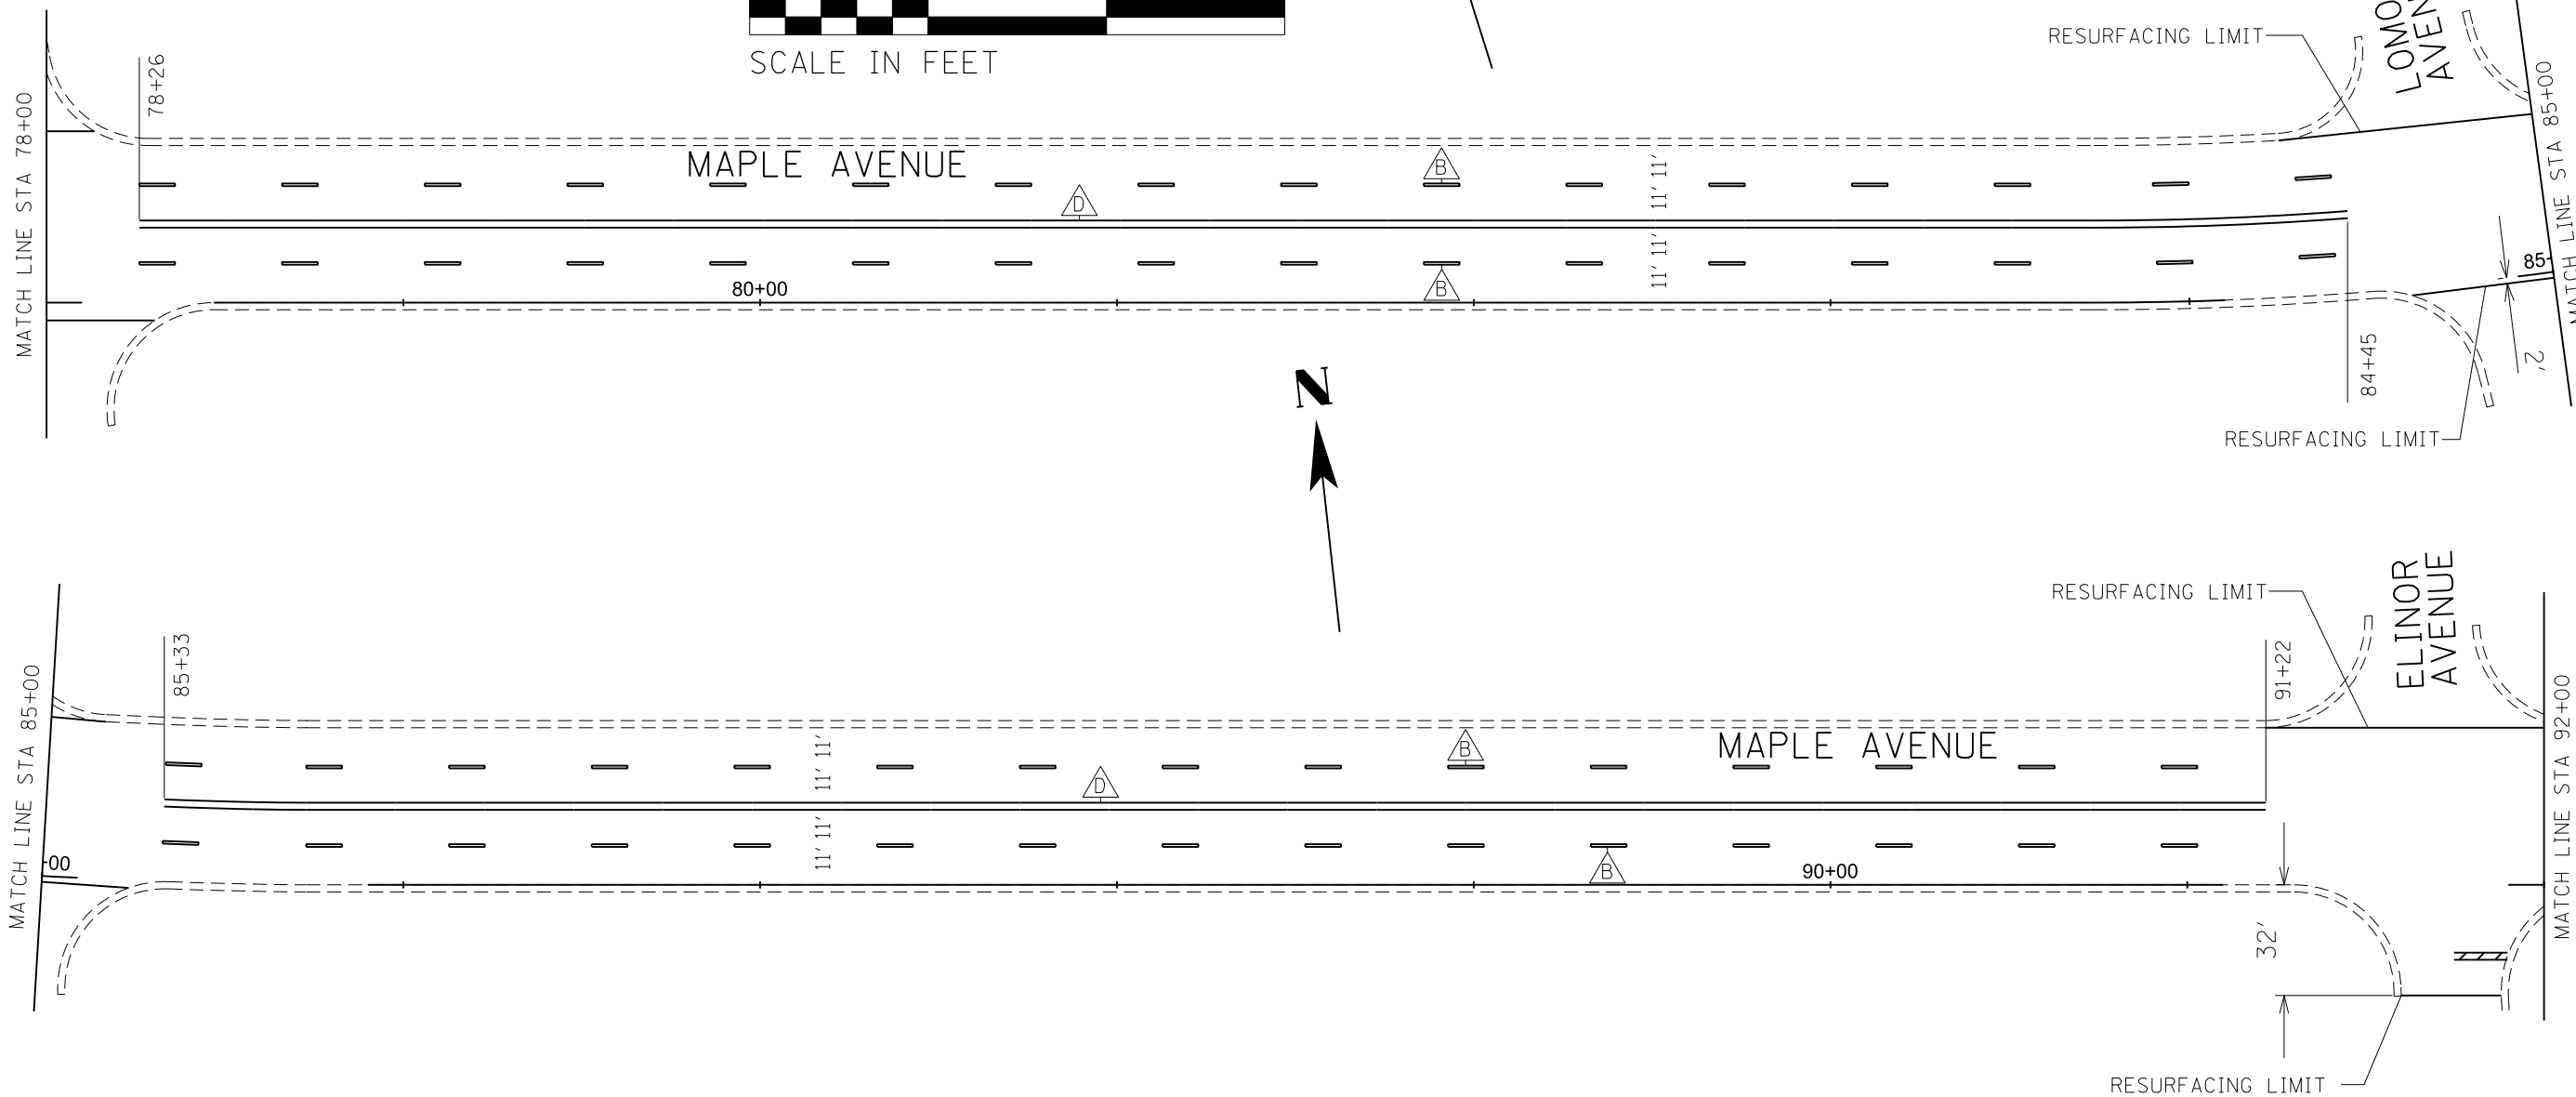 SCALE IN FEET
RESURFACING LIMIT
MATCH LINE STA 78+00
78+26
MAPLE AVENUE
B
D
11' 11'
11' 11'
B
80+00
MATCH LINE STA 85+00
85
2'
84+45
RESURFACING LIMIT
N
RESURFACING LIMIT
ELINOR
AVENUE
MATCH LINE STA 85+00
85+33
91+22
MATCH LINE STA 92+00
MAPLE AVENUE
B
D
11' 11'
11' 11'
B
00
90+00
32'
RESURFACING LIMIT